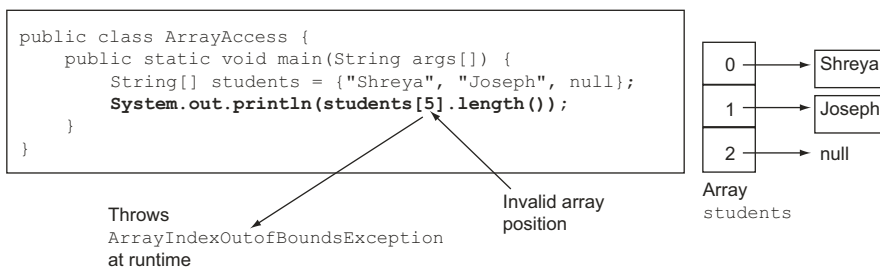 public class ArrayAccess {
public static void main(String args[]) {
String[] students = {"Shreya", "Joseph", null};
System.out.println(students[5].length());
}
}
0
Shreya
1
Joseph
2
null
Array
students
Invalid array
position
Throws
ArrayIndexOutofBoundsException
at runtime